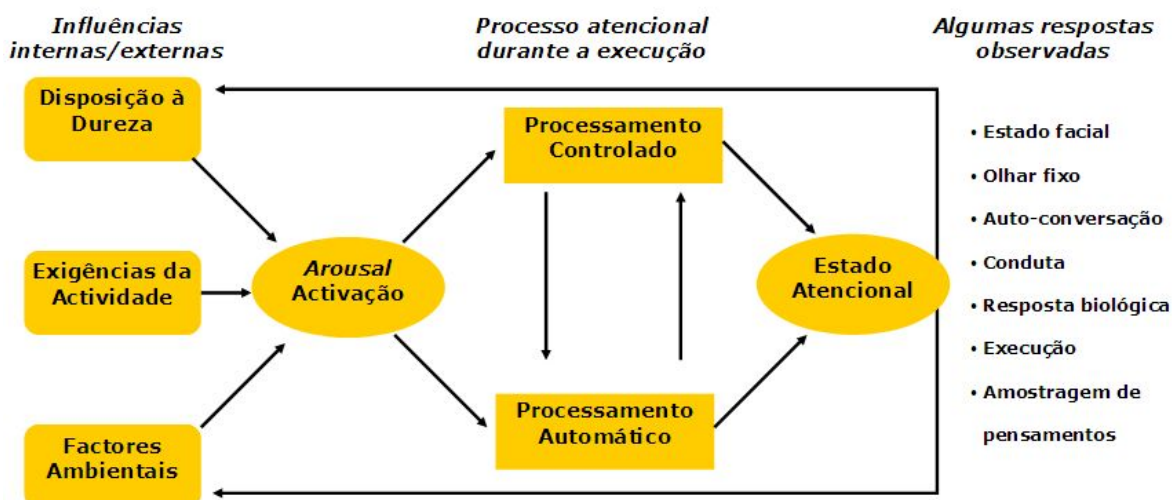 Influências
internas/externas
Processo atencional
durante a execução
Algumas respostas
observadas
Disposição à
Dureza
Exigências da
Actividade
Factores
Ambientais
Arousal
Activação
Processamento
Controlado
Processamento
Automático
Estado
Atencional
• Estado facial
• Olhar fixo
• Auto-conversação
• Conduta
• Resposta biológica
• Execução
• Amostragem de
pensamentos